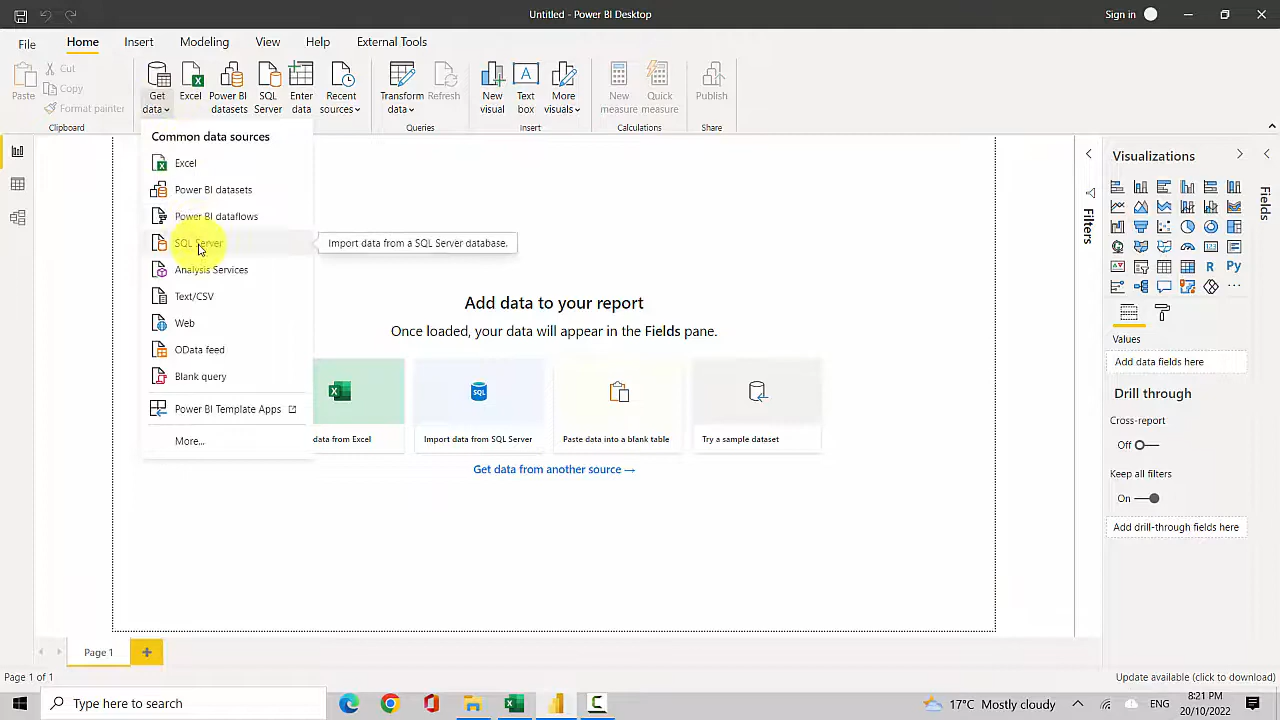 Untitled - Power BI Desktop
Sign in
File
Home
Insert
Modeling
View
Help
External Tools
Paste
Cut
Copy
Format painter
Clipboard
Get data
Excel
Power BI datasets
SQL Server
Enter data
Recent sources
Transform data
Refresh
Queries
New visual
A
Text box
More visuals
Insert
New measure
Quick measure
Calculations
Publish
Share
Common data sources
Excel
Power BI datasets
Power BI dataflows
SQL Server
Import data from a SQL Server database.
Analysis Services
Text/CSV
Web
OData feed
Blank query
Power BI Template Apps
More...
Add data to your report
Once loaded, your data will appear in the Fields pane.
data from Excel
SQL
Import data from SQL Server
Paste data into a blank table
Try a sample dataset
Get data from another source →
Filters
Visualizations
R
Py
Values
Add data fields here
Drill through
Cross-report
Off
Keep all filters
On
Add drill-through fields here
Fields
Page 1
Page 1 of 1
Update available (click to download)
Type here to search
17°C Mostly cloudy
ENG
8:21 PM
20/10/2022